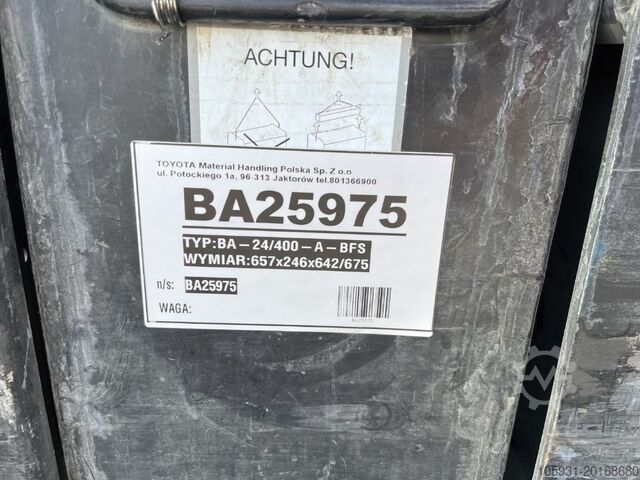 ACHTUNG!
TOYOTA Material Handling Polska Sp. Z o.o
ul. Potockiego 1a, 96-313 Jaktorów tel.801366900
BA25975
TYP:BA – 24/400 – A – BFS
WYMIAR:657x246x642/675
n/s: BA25975
WAGA:
BA25975
105931-20168680